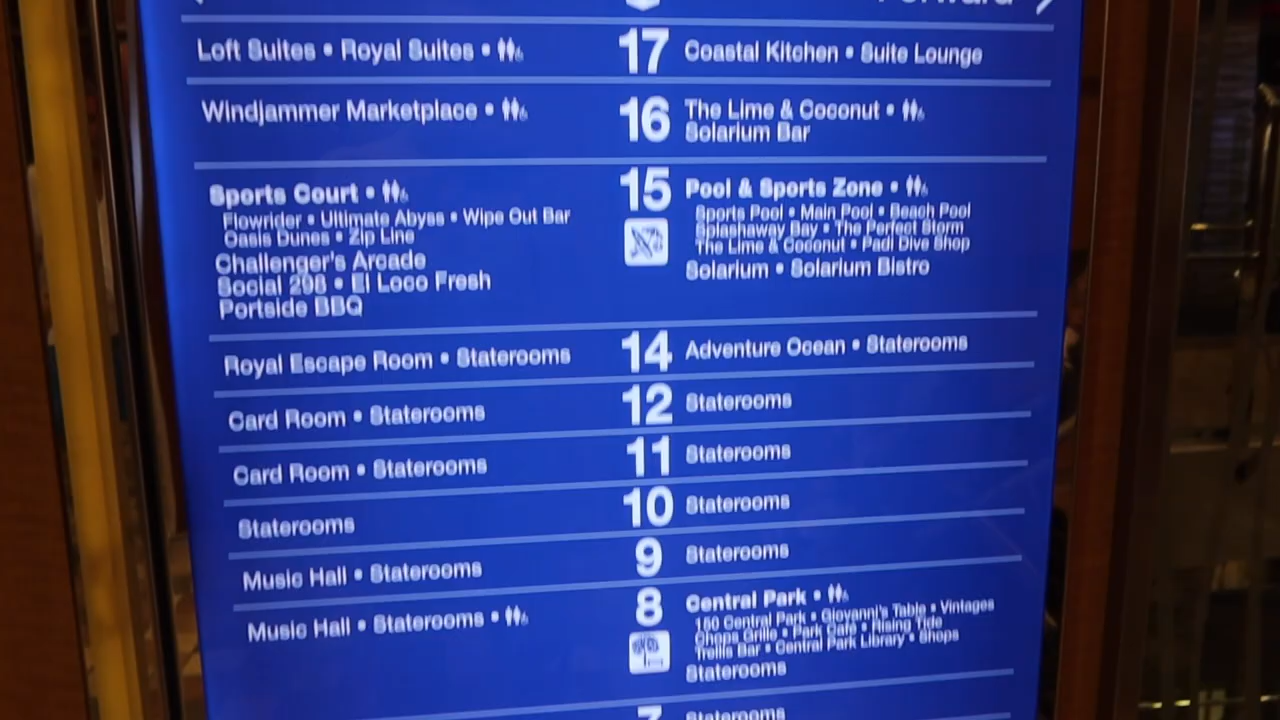 Forward
Loft Suites • Royal Suites •
17
Coastal Kitchen • Suite Lounge
Windjammer Marketplace •
16
The Lime & Coconut •
Solarium Bar
Sports Court •
Flowrider • Ultimate Abyss • Wipe Out Bar
Oasis Dunes • Zip Line
Challenger's Arcade
Social 298 • El Loco Fresh
Portside BBQ
15
Pool & Sports Zone •
Sports Pool • Main Pool • Beach Pool
Splashaway Bay • The Perfect Storm
The Lime & Coconut • Padi Dive Shop
Solarium • Solarium Bistro
Royal Escape Room • Staterooms
14
Adventure Ocean • Staterooms
Card Room • Staterooms
12
Staterooms
Card Room • Staterooms
11
Staterooms
Staterooms
10
Staterooms
Music Hall • Staterooms
9
Staterooms
Music Hall • Staterooms •
8
Central Park •
150 Central Park • Giovanni's Table • Vintages
Chops Grille • Park Cafe • Rising Tide
Trellis Bar • Central Park Library • Shops
Staterooms
7
Staterooms